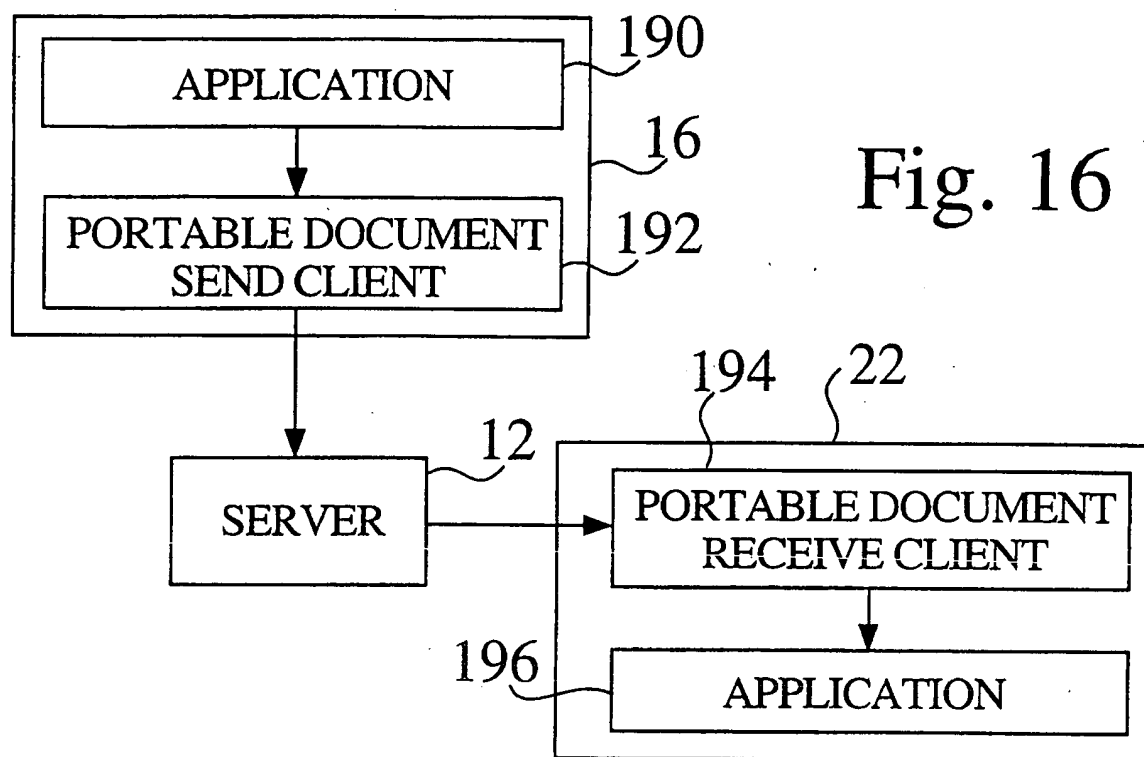 190
APPLICATION
16
Fig. 16
PORTABLE DOCUMENT
SEND CLIENT
192
194
22
12
SERVER
PORTABLE DOCUMENT
RECEIVE CLIENT
196
APPLICATION